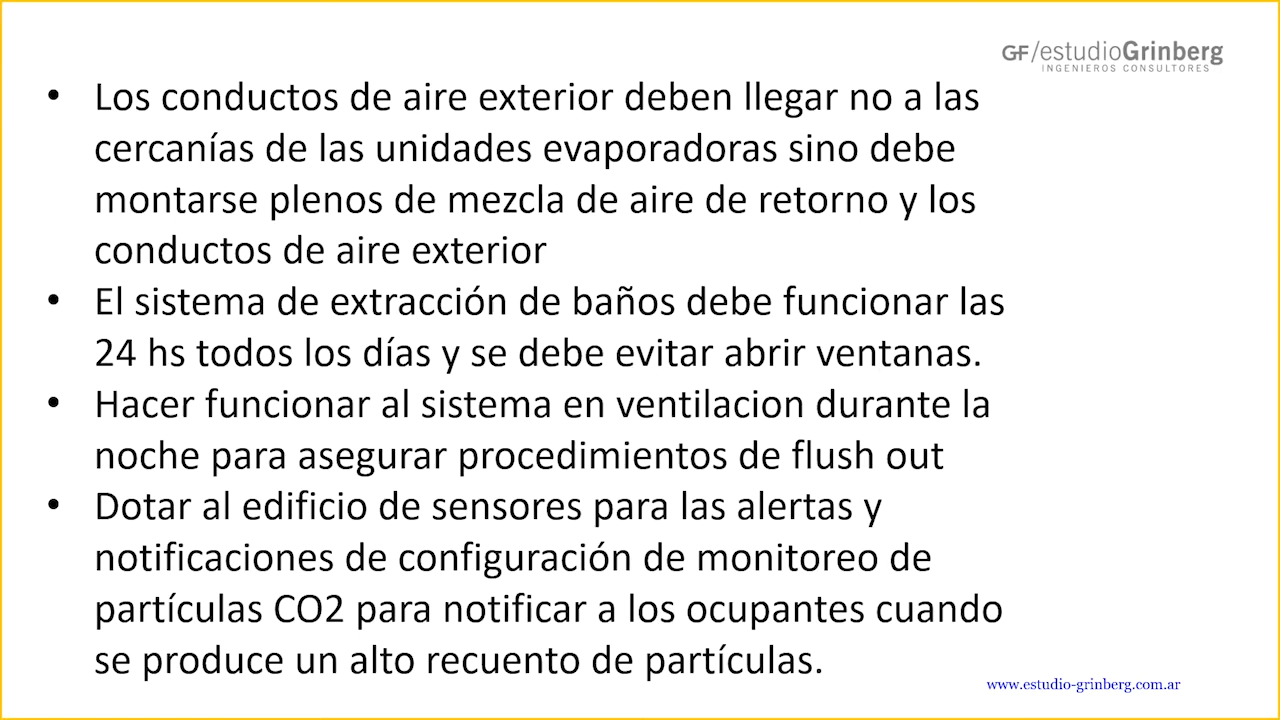 GF/estudioGrinberg
INGENIEROS CONSULTORES
• Los conductos de aire exterior deben llegar no a las
cercanías de las unidades evaporadoras sino debe
montarse plenos de mezcla de aire de retorno y los
conductos de aire exterior
• El sistema de extracción de baños debe funcionar las
24 hs todos los días y se debe evitar abrir ventanas.
• Hacer funcionar al sistema en ventilacion durante la
noche para asegurar procedimientos de flush out
• Dotar al edificio de sensores para las alertas y
notificaciones de configuración de monitoreo de
partículas CO2 para notificar a los ocupantes cuando
se produce un alto recuento de partículas.
www.estudio-grinberg.com.ar